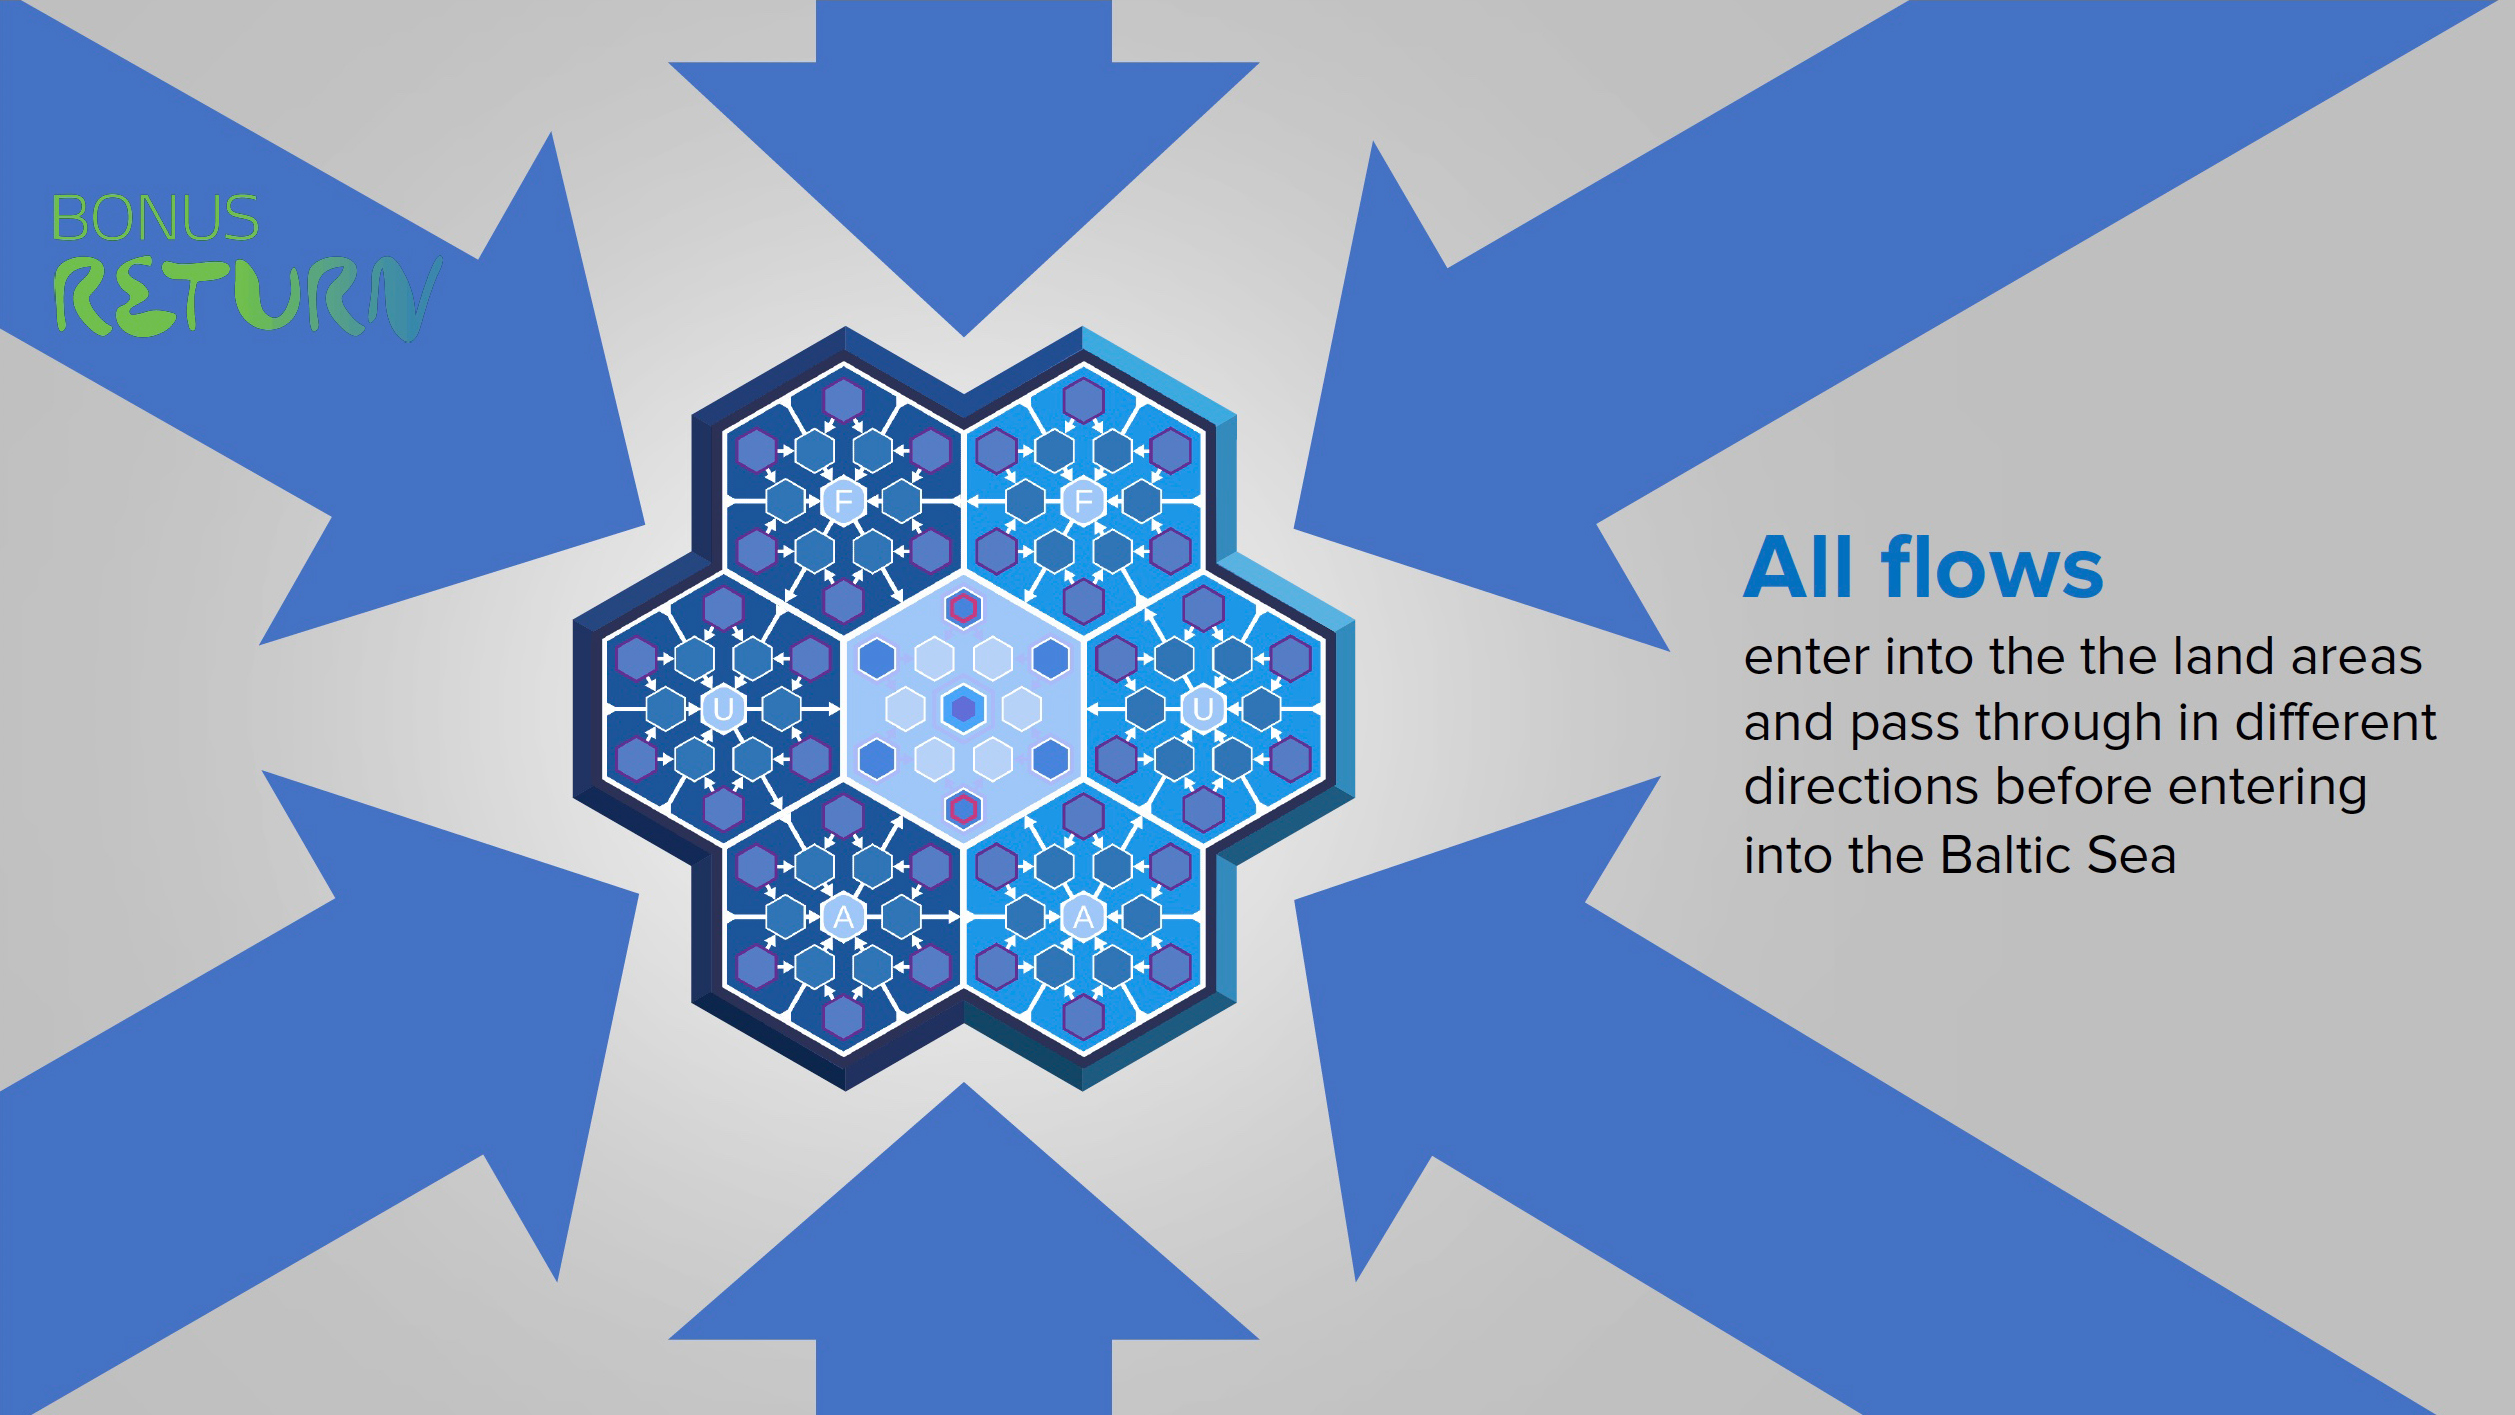 BONUS
RETURN
F
F
U
U
A
A
All flows
enter into the the land areas
and pass through in different
directions before entering
into the Baltic Sea